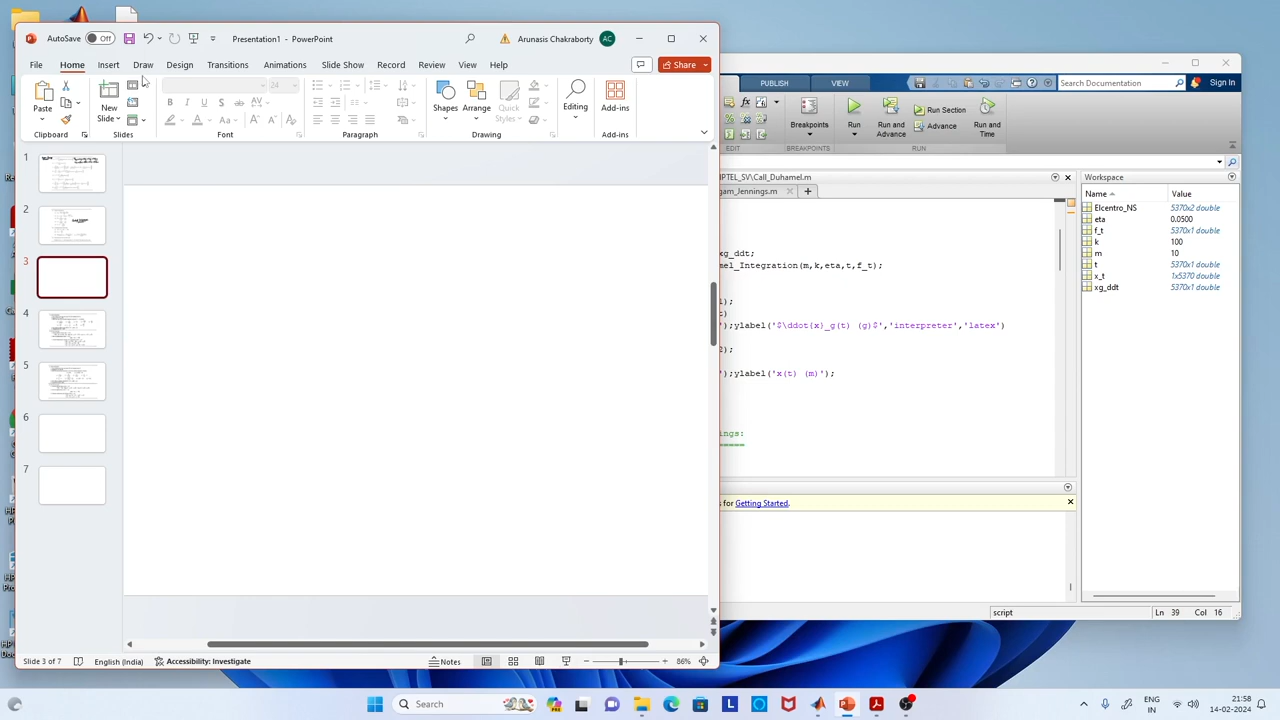 AutoSave Off Presentation1 - PowerPoint Arunasis Chakraborty AC
File Home Insert Draw Design Transitions Animations Slide Show Record Review View Help Share
Paste New Slide Shapes Arrange Quick Styles Editing Add-ins
Clipboard Slides Font Paragraph Drawing Add-ins
1
2
3
4
5
6
7
Slide 3 of 7 English (India) Accessibility: Investigate Notes 86%
PUBLISH VIEW Search Documentation Sign In
Breakpoints Run Run and Advance Run Section Advance Run and Time
EDIT BREAKPOINTS RUN
IPTEL_SV\Call_Duhamel.m
gam_Jennings.m
xg_ddt;
mel_Integration(m,k,eta,t,f_t);
1);
t)
');ylabel('$\ddot{x}_g(t) (g)$','interpreter','latex')
2);
');ylabel('x(t) (m)');
ings:
s for Getting Started.
script Ln 39 Col 16
Workspace
Name Value
Elcentro_NS 5370x2 double
eta 0.0500
f_t 5370x1 double
k 100
m 10
t 5370x1 double
x_t 1x5370 double
xg_ddt 5370x1 double
Search
ENG IN 21:58 14-02-2024